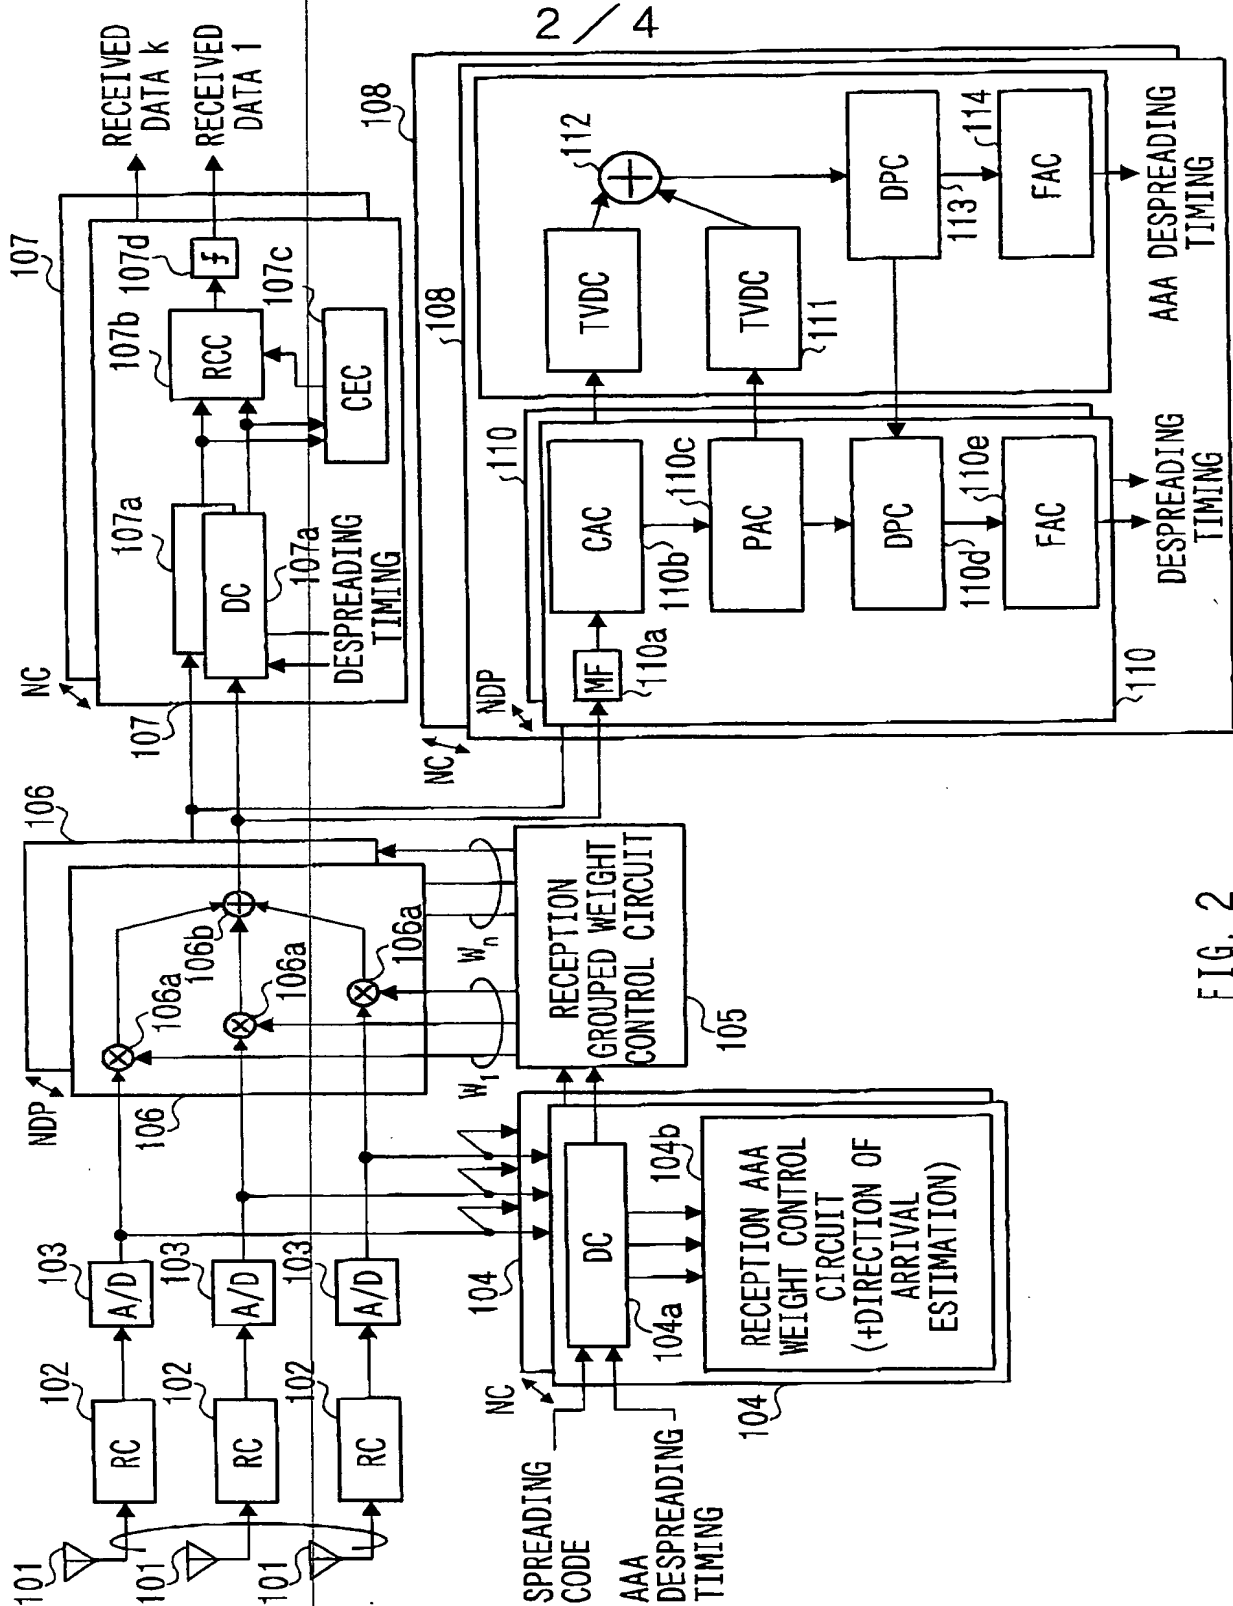 2/4
101
101
101
102
102
102
RC
RC
RC
103
103
103
A/D
A/D
A/D
NDP
106
106
106a
106a
106a
106b
W1
Wn
RECEPTION
GROUPED WEIGHT
CONTROL CIRCUIT
105
SPREADING
CODE
AAA
DESPREADING
TIMING
NC
104
104
DC
104a
104b
RECEPTION AAA
WEIGHT CONTROL
CIRCUIT
(+DIRECTION OF
ARRIVAL
ESTIMATION)
NC
107
107
107a
DC
107a
DESPREADING
TIMING
107b
RCC
107c
CEC
107d
RECEIVED
DATA k
RECEIVED
DATA 1
NC
108
108
NDP
110
110
MF
110a
CAC
110b
PAC
110c
DPC
110d
FAC
110e
DESPREADING
TIMING
TVDC
TVDC
111
112
DPC
113
FAC
114
AAA DESPREADING
TIMING
FIG. 2